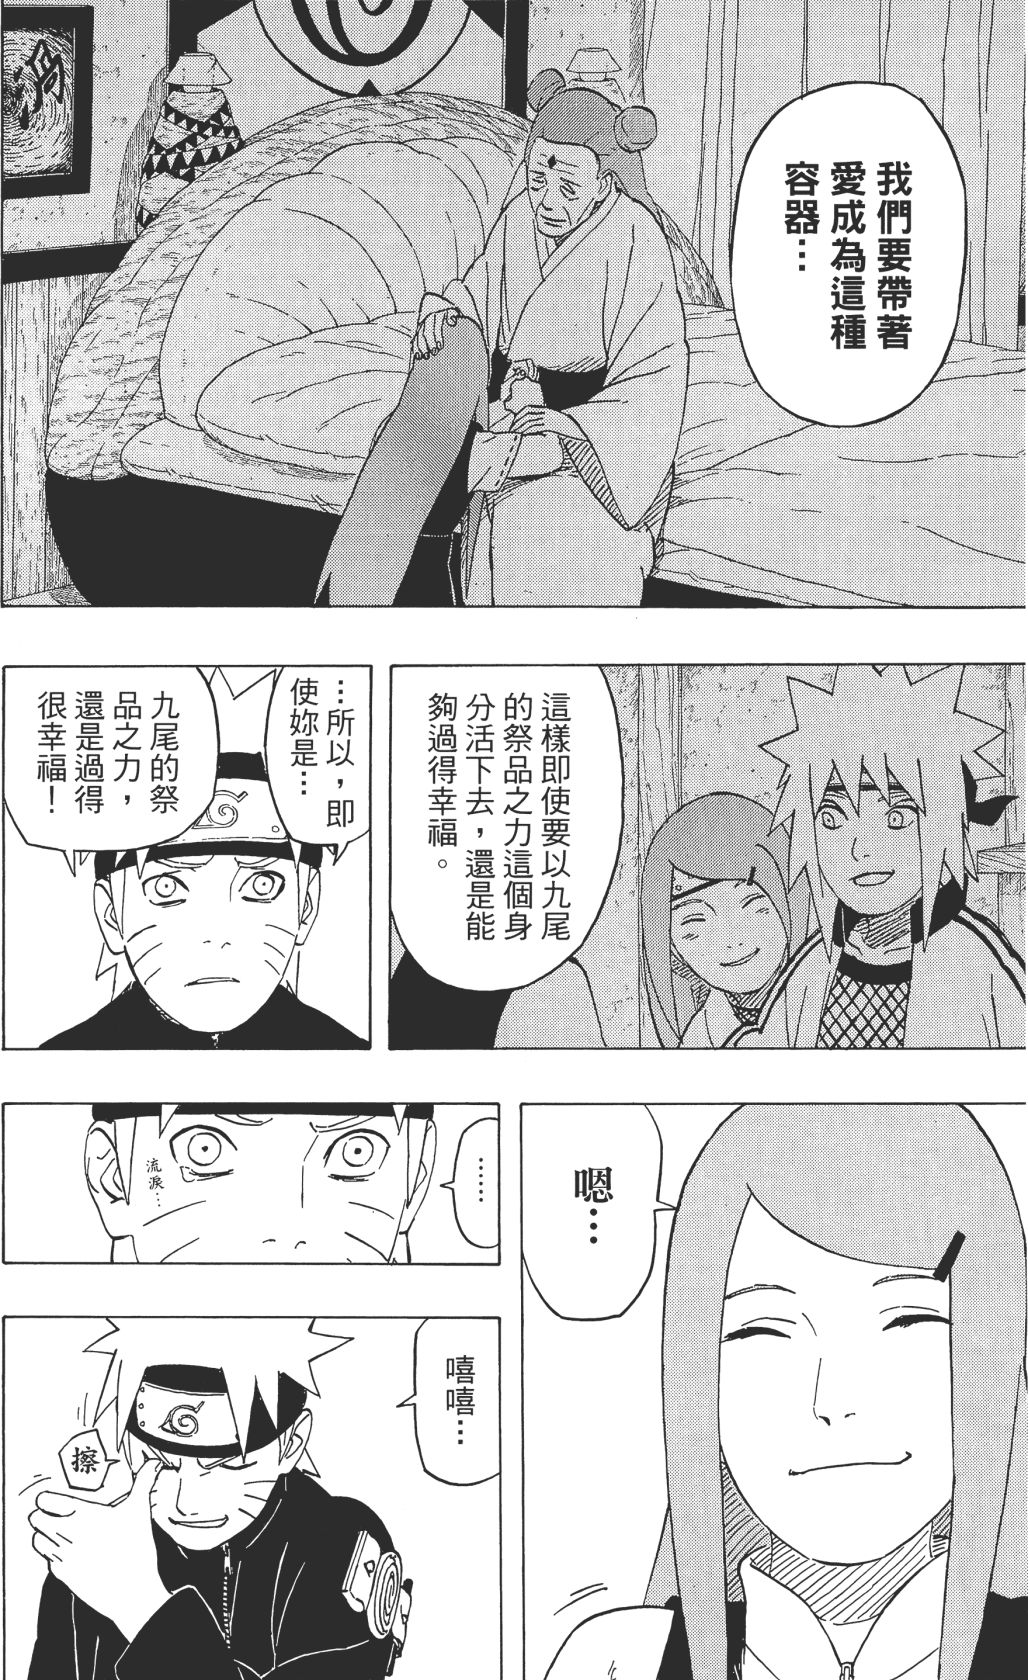 渦
我們要帶著
愛成為這種
容器…
這樣即使要以九尾
的祭品之力這個身
分活下去，還是能
夠過得幸福。
…所以，即
使妳是…
九尾的祭
品之力，
還是過得
很幸福！
嗯…
……
流淚…
嘻嘻…
擦